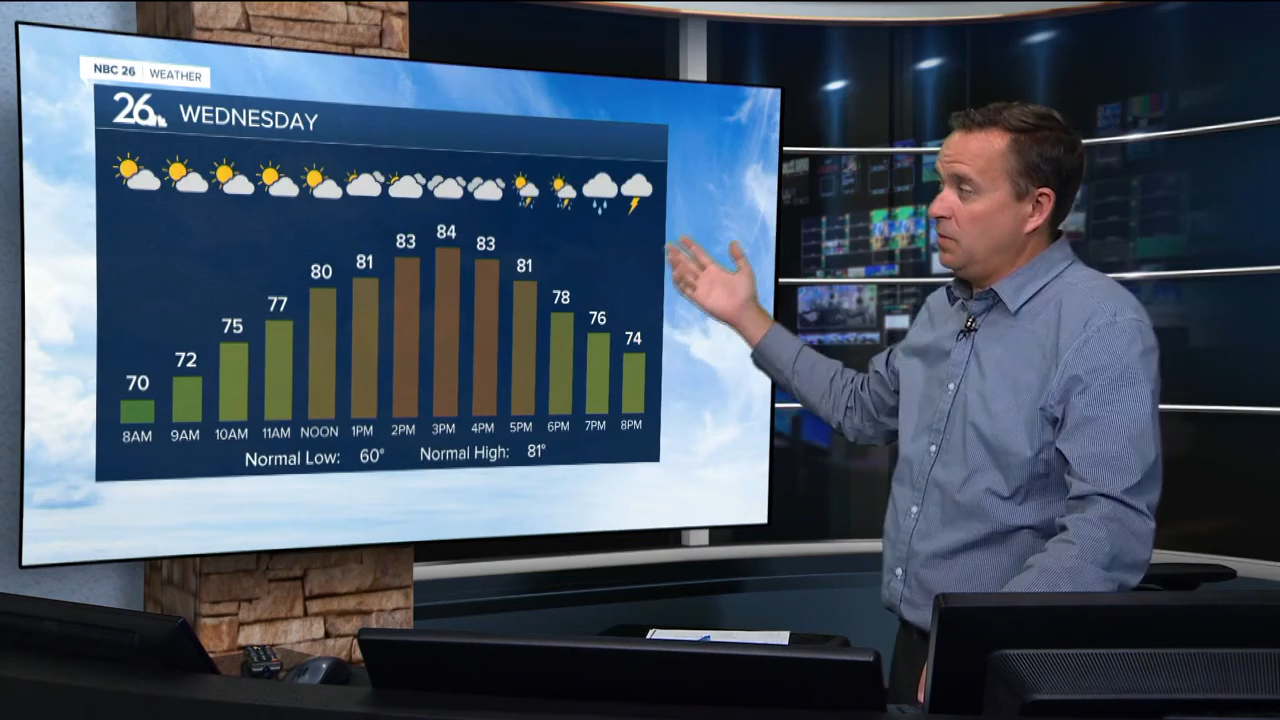 NBC 26 WEATHER
26 WEDNESDAY
70 72 75 77 80 81 83 84 83 81 78 76 74
8AM 9AM 10AM 11AM NOON 1PM 2PM 3PM 4PM 5PM 6PM 7PM 8PM
Normal Low: 60° Normal High: 81°